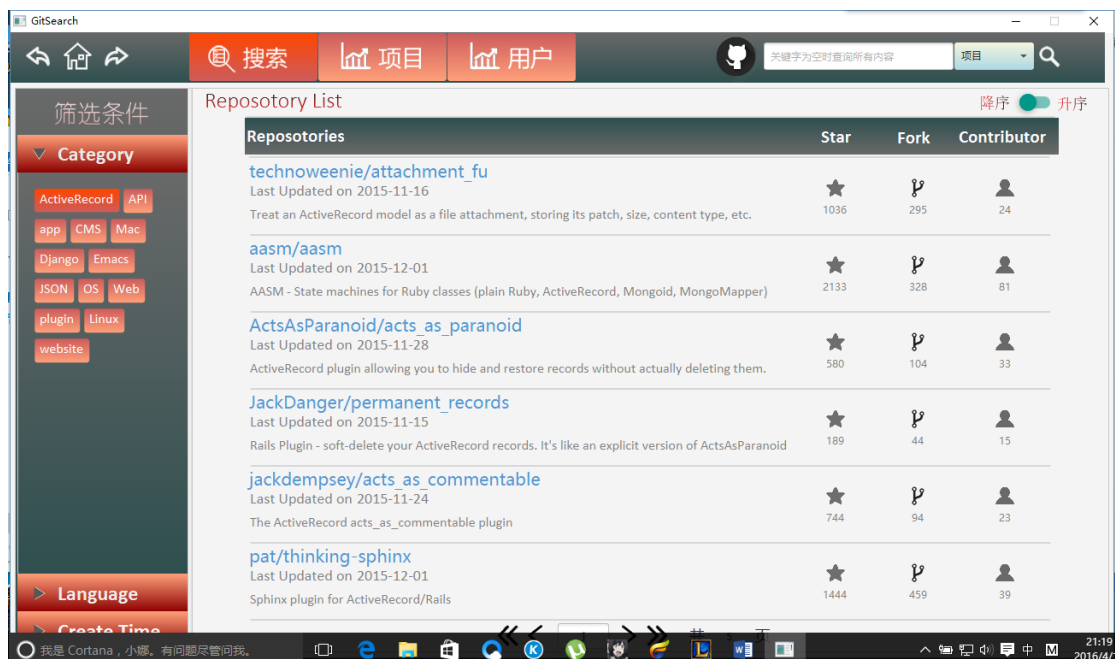 GitSearch
搜索
项目
用户
关键字为空时查询所有内容
项目
筛选条件
Category
ActiveRecord API
app CMS Mac
Django Emacs
JSON OS Web
plugin Linux
website
Language
Create Time
Reposotory List
降序 升序
Reposotories Star Fork Contributor
technoweenie/attachment_fu
Last Updated on 2015-11-16
Treat an ActiveRecord model as a file attachment, storing its patch, size, content type, etc.
1036 295 24
aasm/aasm
Last Updated on 2015-12-01
AASM - State machines for Ruby classes (plain Ruby, ActiveRecord, Mongoid, MongoMapper)
2133 328 81
ActsAsParanoid/acts_as_paranoid
Last Updated on 2015-11-28
ActiveRecord plugin allowing you to hide and restore records without actually deleting them.
580 104 33
JackDanger/permanent_records
Last Updated on 2015-11-15
Rails Plugin - soft-delete your ActiveRecord records. It's like an explicit version of ActsAsParanoid
189 44 15
jackdempsey/acts_as_commentable
Last Updated on 2015-11-24
The ActiveRecord acts_as_commentable plugin
744 94 23
pat/thinking-sphinx
Last Updated on 2015-12-01
Sphinx plugin for ActiveRecord/Rails
1444 459 39
我是 Cortana，小娜。有问题尽管问我。
中
21:19